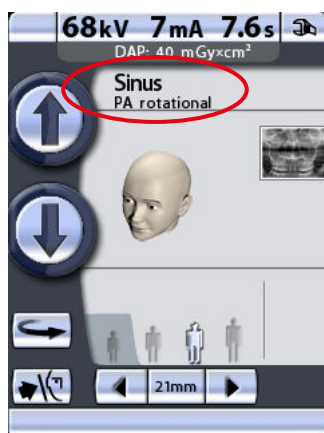 68kV 7mA 7.6s
DAP: 40 mGy×cm²
Sinus
PA rotational
21mm